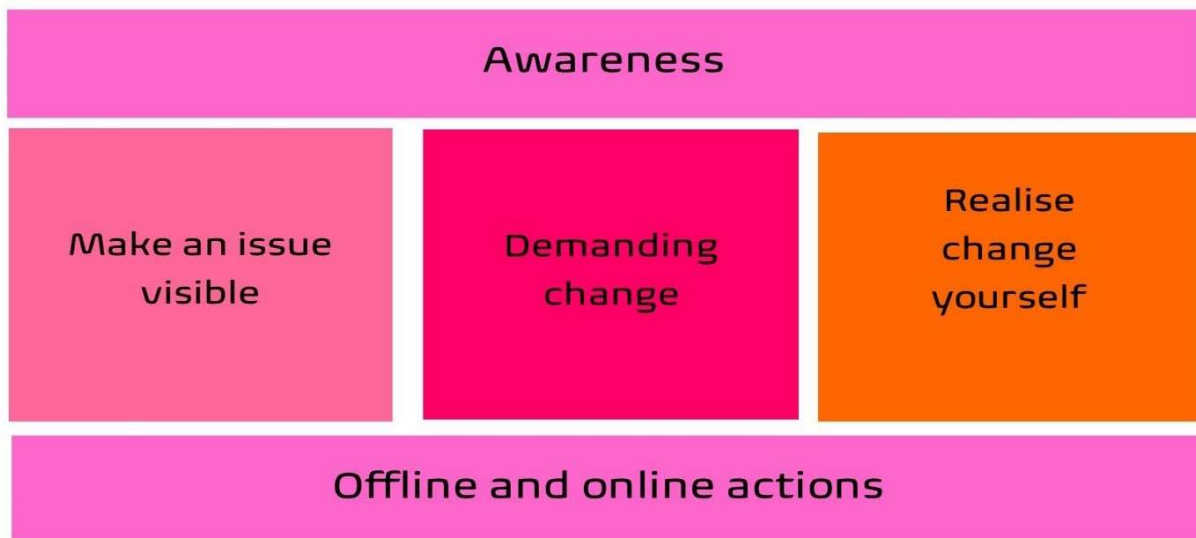 Awareness
Make an issue
visible
Demanding
change
Realise
change
yourself
Offline and online actions